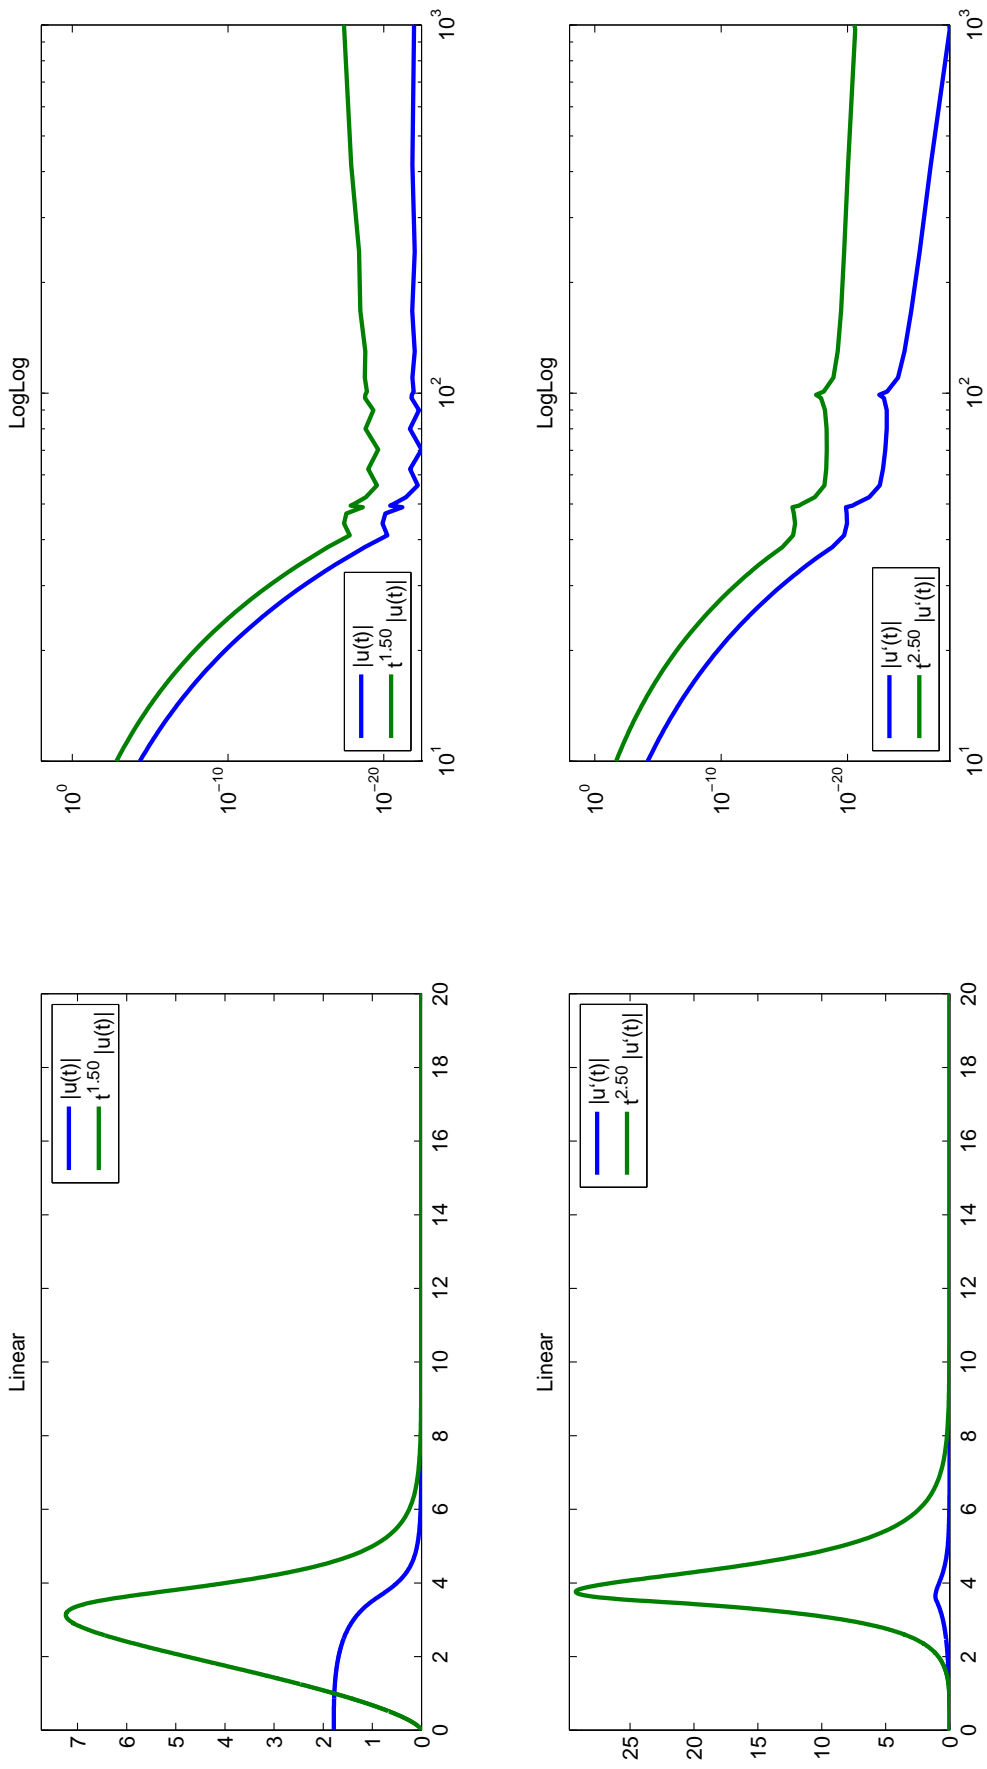 Linear
7
6
5
4
3
2
1
0
0 2 4 6 8 10 12 14 16 18 20
|u(t)|
t^1.50 |u(t)|
LogLog
10^0
10^−10
10^−20
10^1 10^2 10^3
|u(t)|
t^1.50 |u(t)|
Linear
25
20
15
10
5
0
0 2 4 6 8 10 12 14 16 18 20
|u‘(t)|
t^2.50 |u‘(t)|
LogLog
10^0
10^−10
10^−20
10^1 10^2 10^3
|u‘(t)|
t^2.50 |u‘(t)|